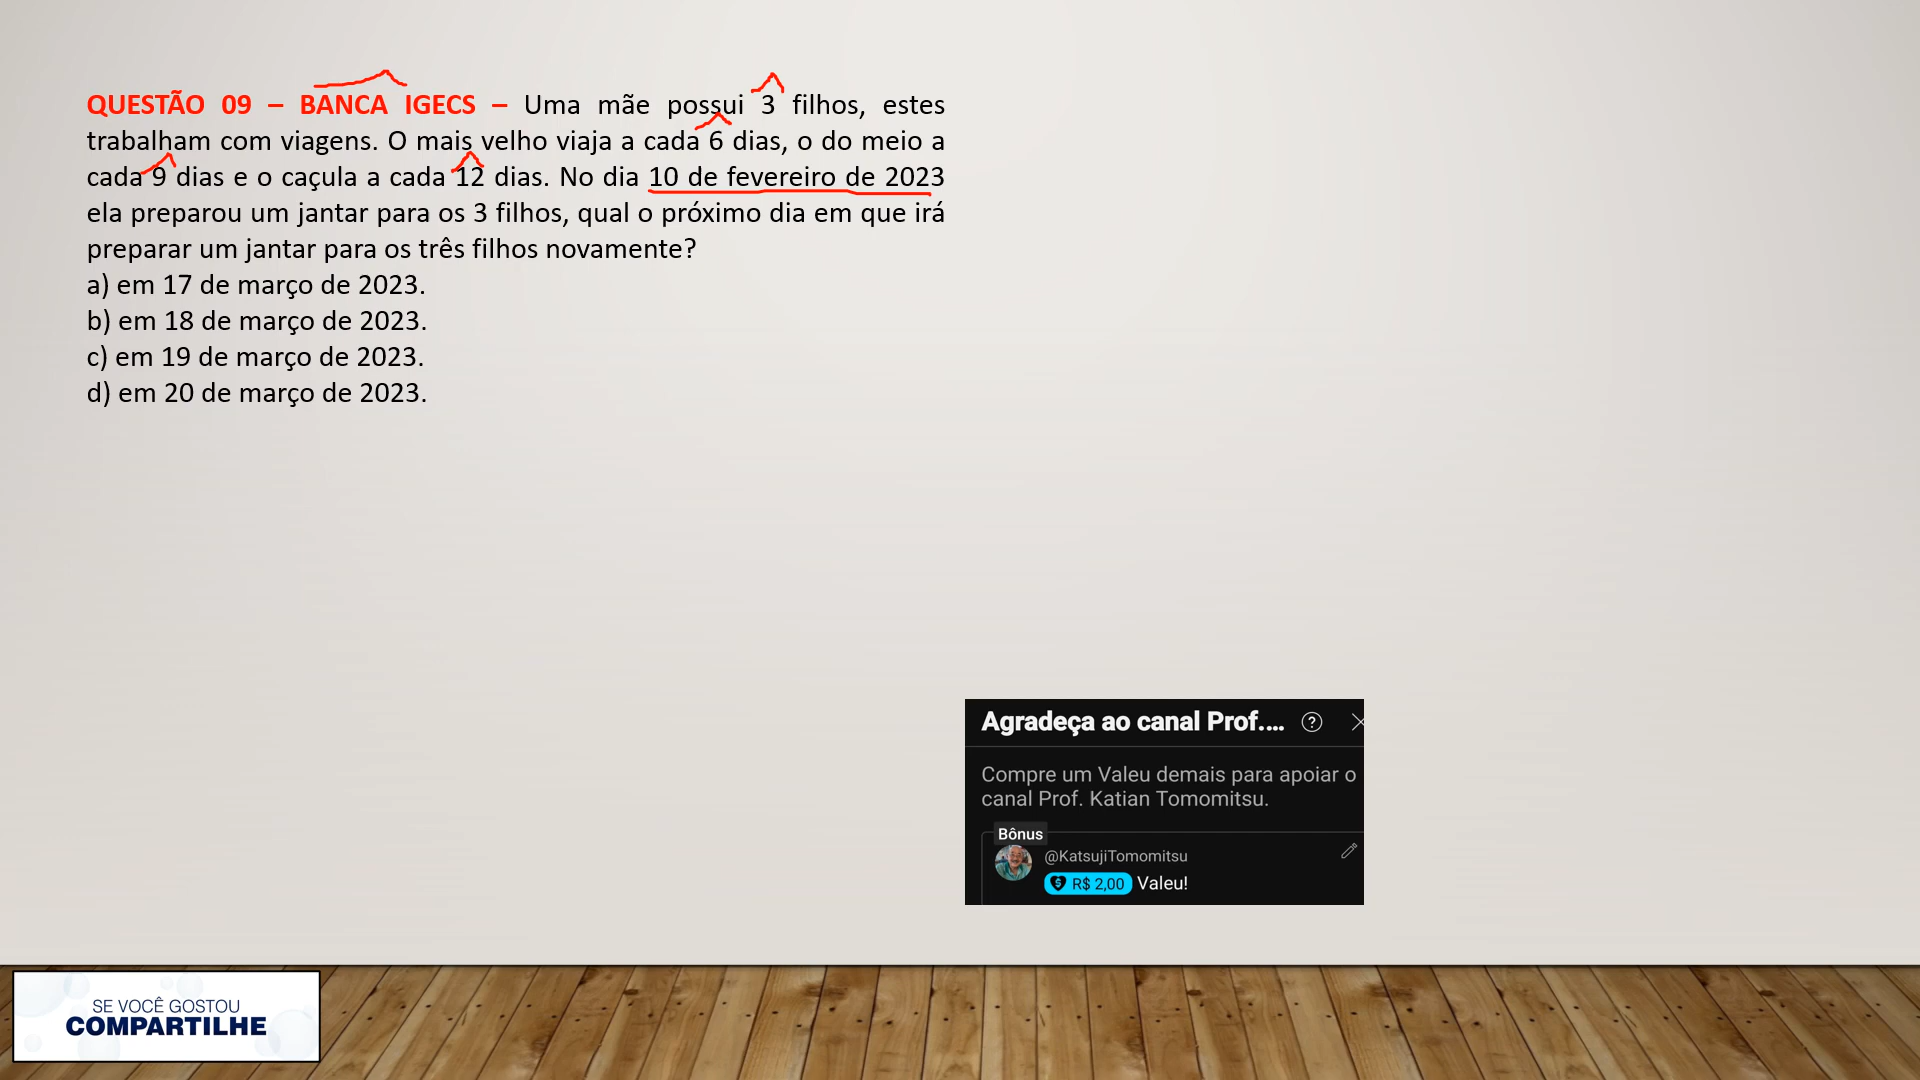 QUESTÃO 09 – BANCA IGECS – Uma mãe possui 3 filhos, estes
trabalham com viagens. O mais velho viaja a cada 6 dias, o do meio a
cada 9 dias e o caçula a cada 12 dias. No dia 10 de fevereiro de 2023
ela preparou um jantar para os 3 filhos, qual o próximo dia em que irá
preparar um jantar para os três filhos novamente?
a) em 17 de março de 2023.
b) em 18 de março de 2023.
c) em 19 de março de 2023.
d) em 20 de março de 2023.
Agradeça ao canal Prof.…
Compre um Valeu demais para apoiar o
canal Prof. Katian Tomomitsu.
Bônus
@KatsujiTomomitsu
R$ 2,00 Valeu!
SE VOCÊ GOSTOU
COMPARTILHE